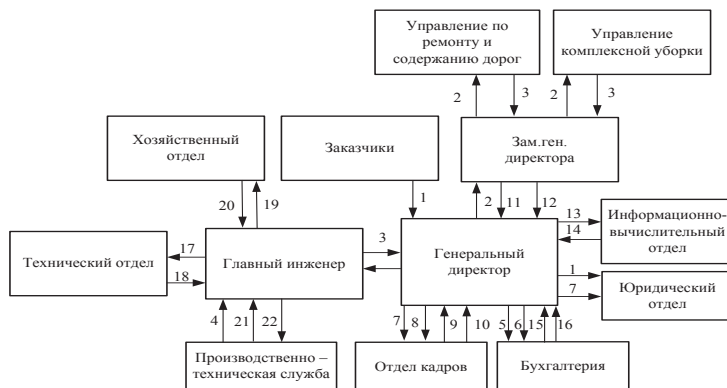 Управление по
ремонту и
содержанию дорог
Управление
комплексной уборки
2
3
2
3
Хозяйственный
отдел
Заказчики
Зам.ген.
директора
20
19
1
2
11
12
13
14
Информационно-
вычислительный
отдел
Технический отдел
17
18
Главный инженер
3
Генеральный
директор
1
7
Юридический
отдел
4
21
22
7
8
9
10
5
6
15
16
Производственно –
техническая служба
Отдел кадров
Бухгалтерия